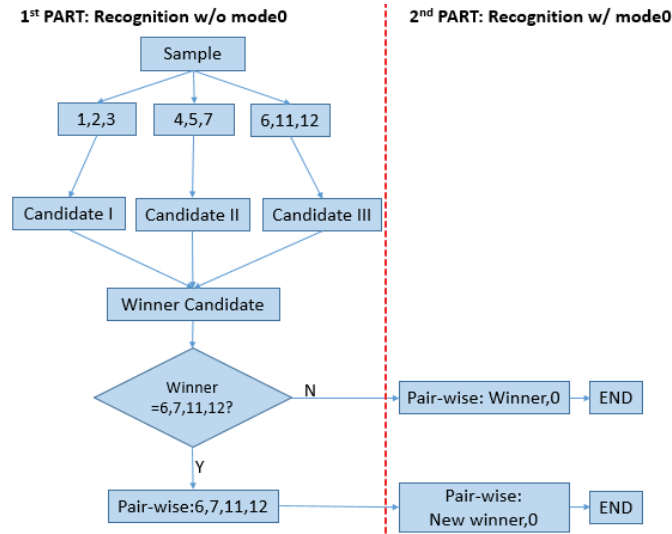 1st PART: Recognition w/o mode0
2nd PART: Recognition w/ mode0
Sample
1,2,3
4,5,7
6,11,12
Candidate I
Candidate II
Candidate III
Winner Candidate
Winner
=6,7,11,12?
N
Pair-wise: Winner,0
END
Y
Pair-wise:6,7,11,12
Pair-wise:
New winner,0
END